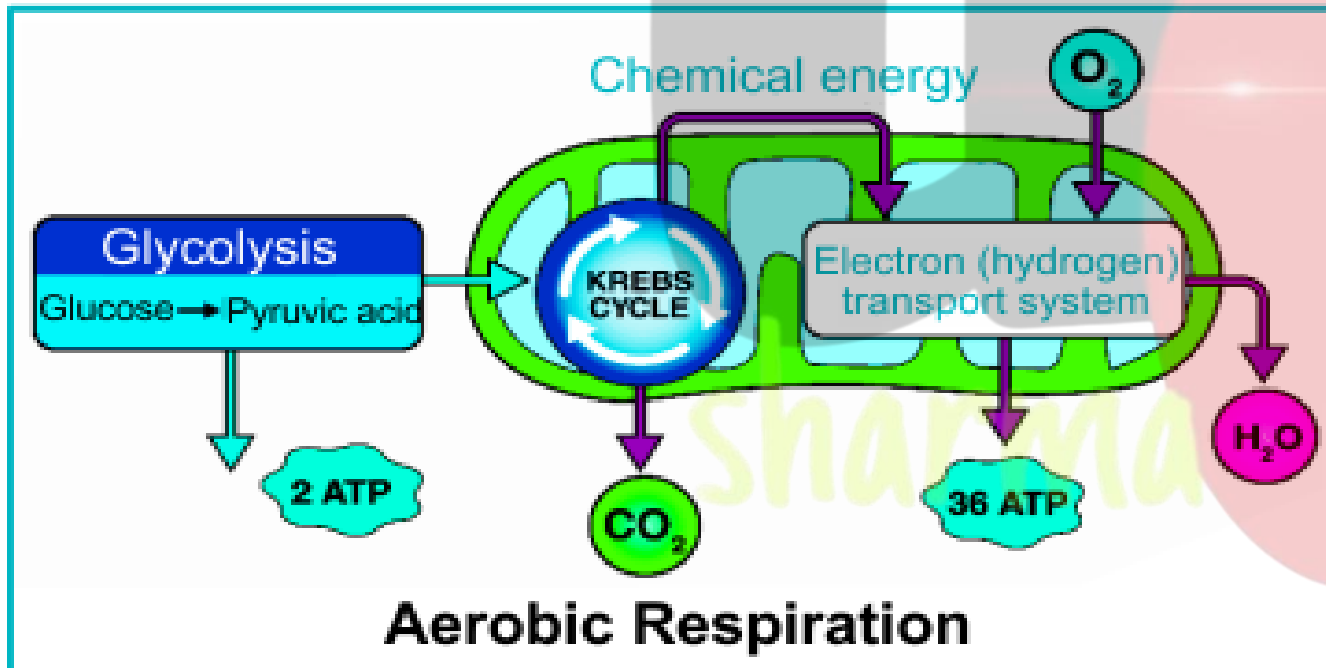 Chemical energy
O₂
Glycolysis
Glucose → Pyruvic acid
KREBS
CYCLE
Electron (hydrogen)
transport system
2 ATP
CO₂
36 ATP
H₂O
sharma
Aerobic Respiration